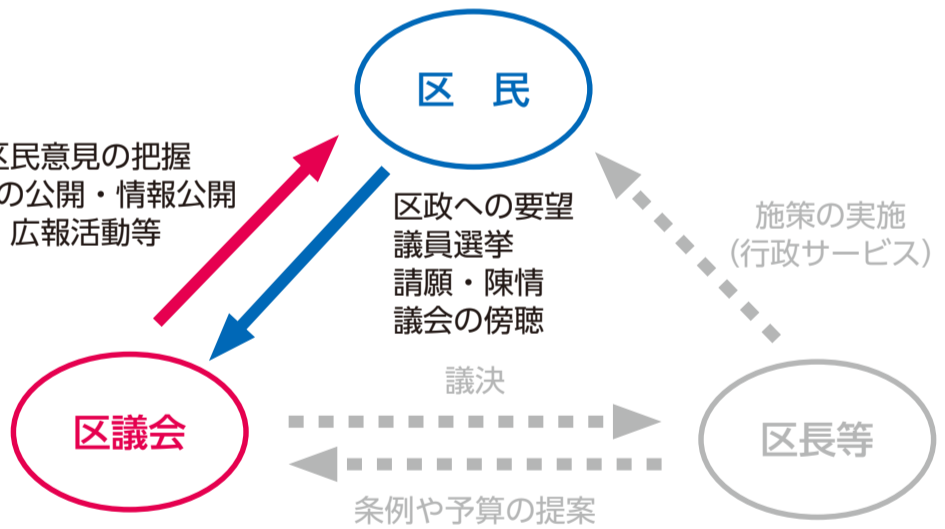 区 民
区民意見の把握
の公開・情報公開
広報活動等
区政への要望
議員選挙
請願・陳情
議会の傍聴
施策の実施
（行政サービス）
議決
区議会
区長等
条例や予算の提案